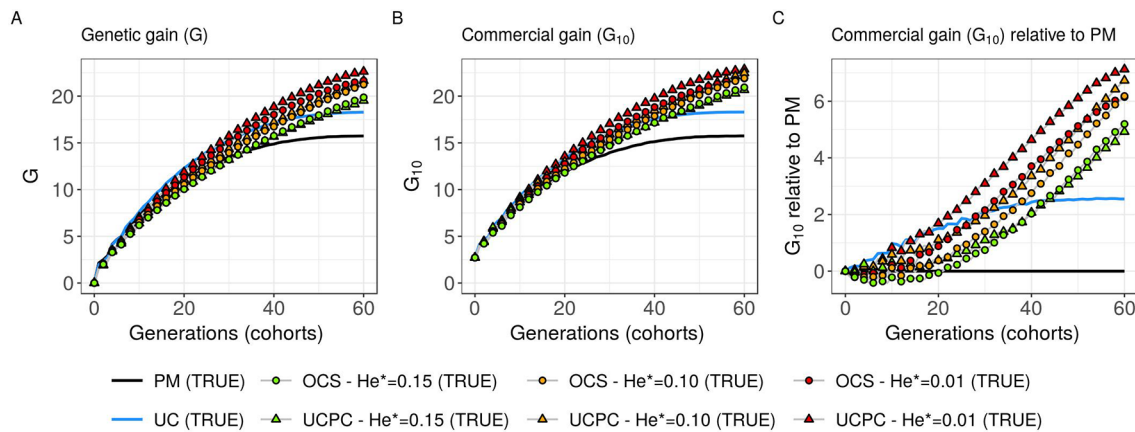 A
Genetic gain (G)
G
0
5
10
15
20
0 20 40 60
Generations (cohorts)
B
Commercial gain (G₁₀)
G₁₀
0
5
10
15
20
0 20 40 60
Generations (cohorts)
C
Commercial gain (G₁₀) relative to PM
G₁₀ relative to PM
0
2
4
6
0 20 40 60
Generations (cohorts)
PM (TRUE) OCS - He*=0.15 (TRUE) OCS - He*=0.10 (TRUE) OCS - He*=0.01 (TRUE)
UC (TRUE) UCPC - He*=0.15 (TRUE) UCPC - He*=0.10 (TRUE) UCPC - He*=0.01 (TRUE)